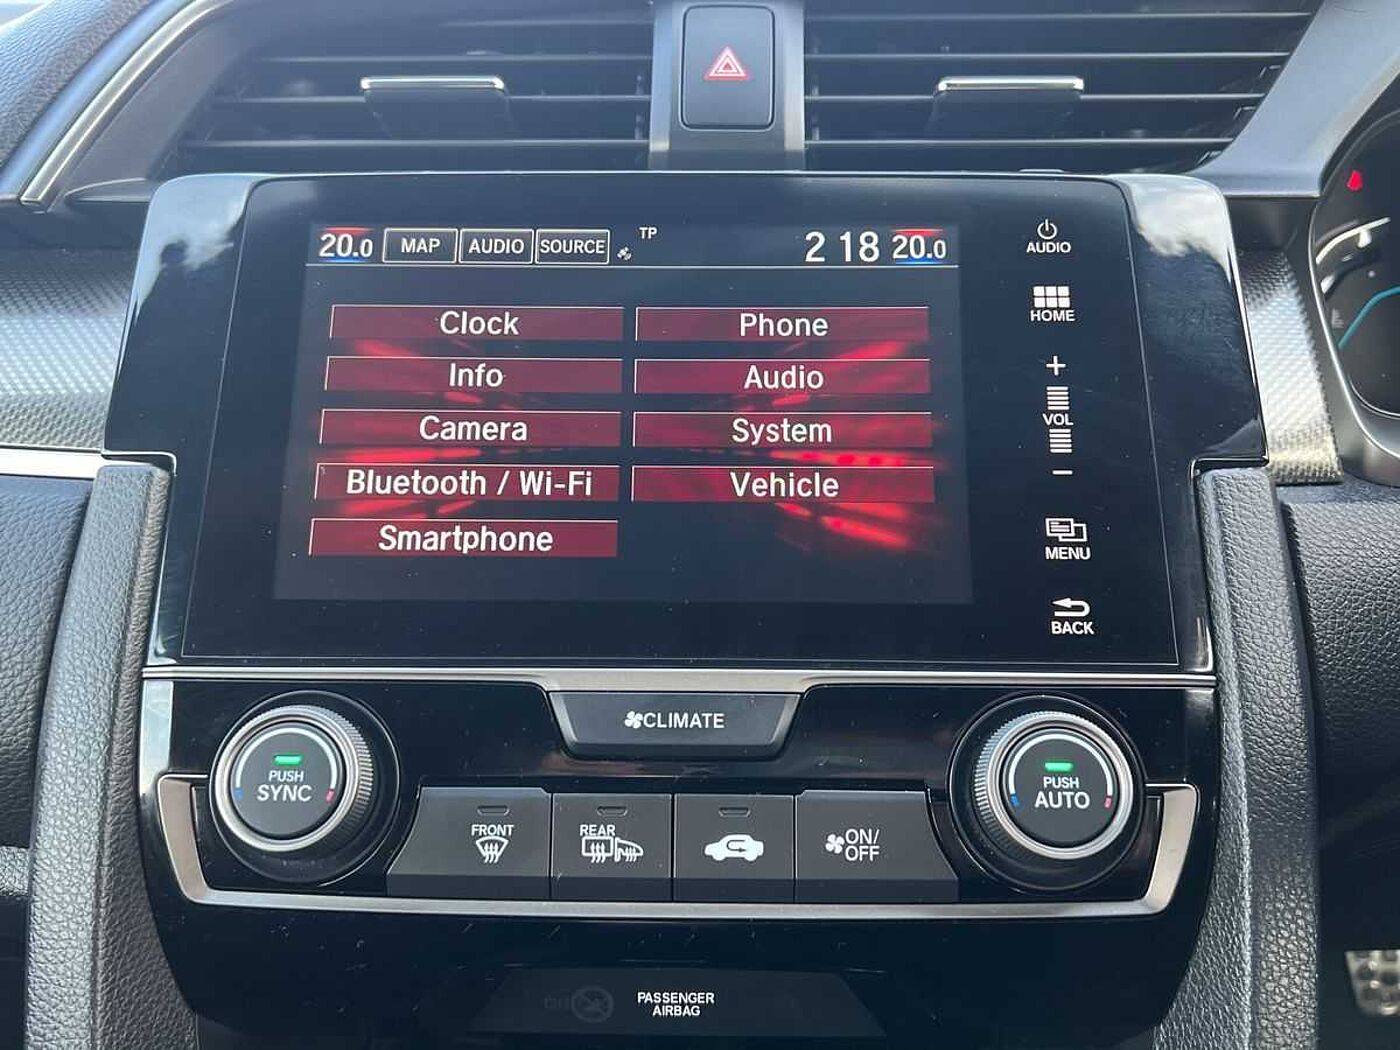 20.0 MAP AUDIO SOURCE TP 2 18 20.0
AUDIO
HOME
Clock
Phone
Info
Audio
Camera
System
Bluetooth / Wi-Fi
Vehicle
Smartphone
+
VOL
−
MENU
BACK
CLIMATE
PUSH
SYNC
PUSH
AUTO
FRONT
REAR
ON/
OFF
PASSENGER
AIRBAG